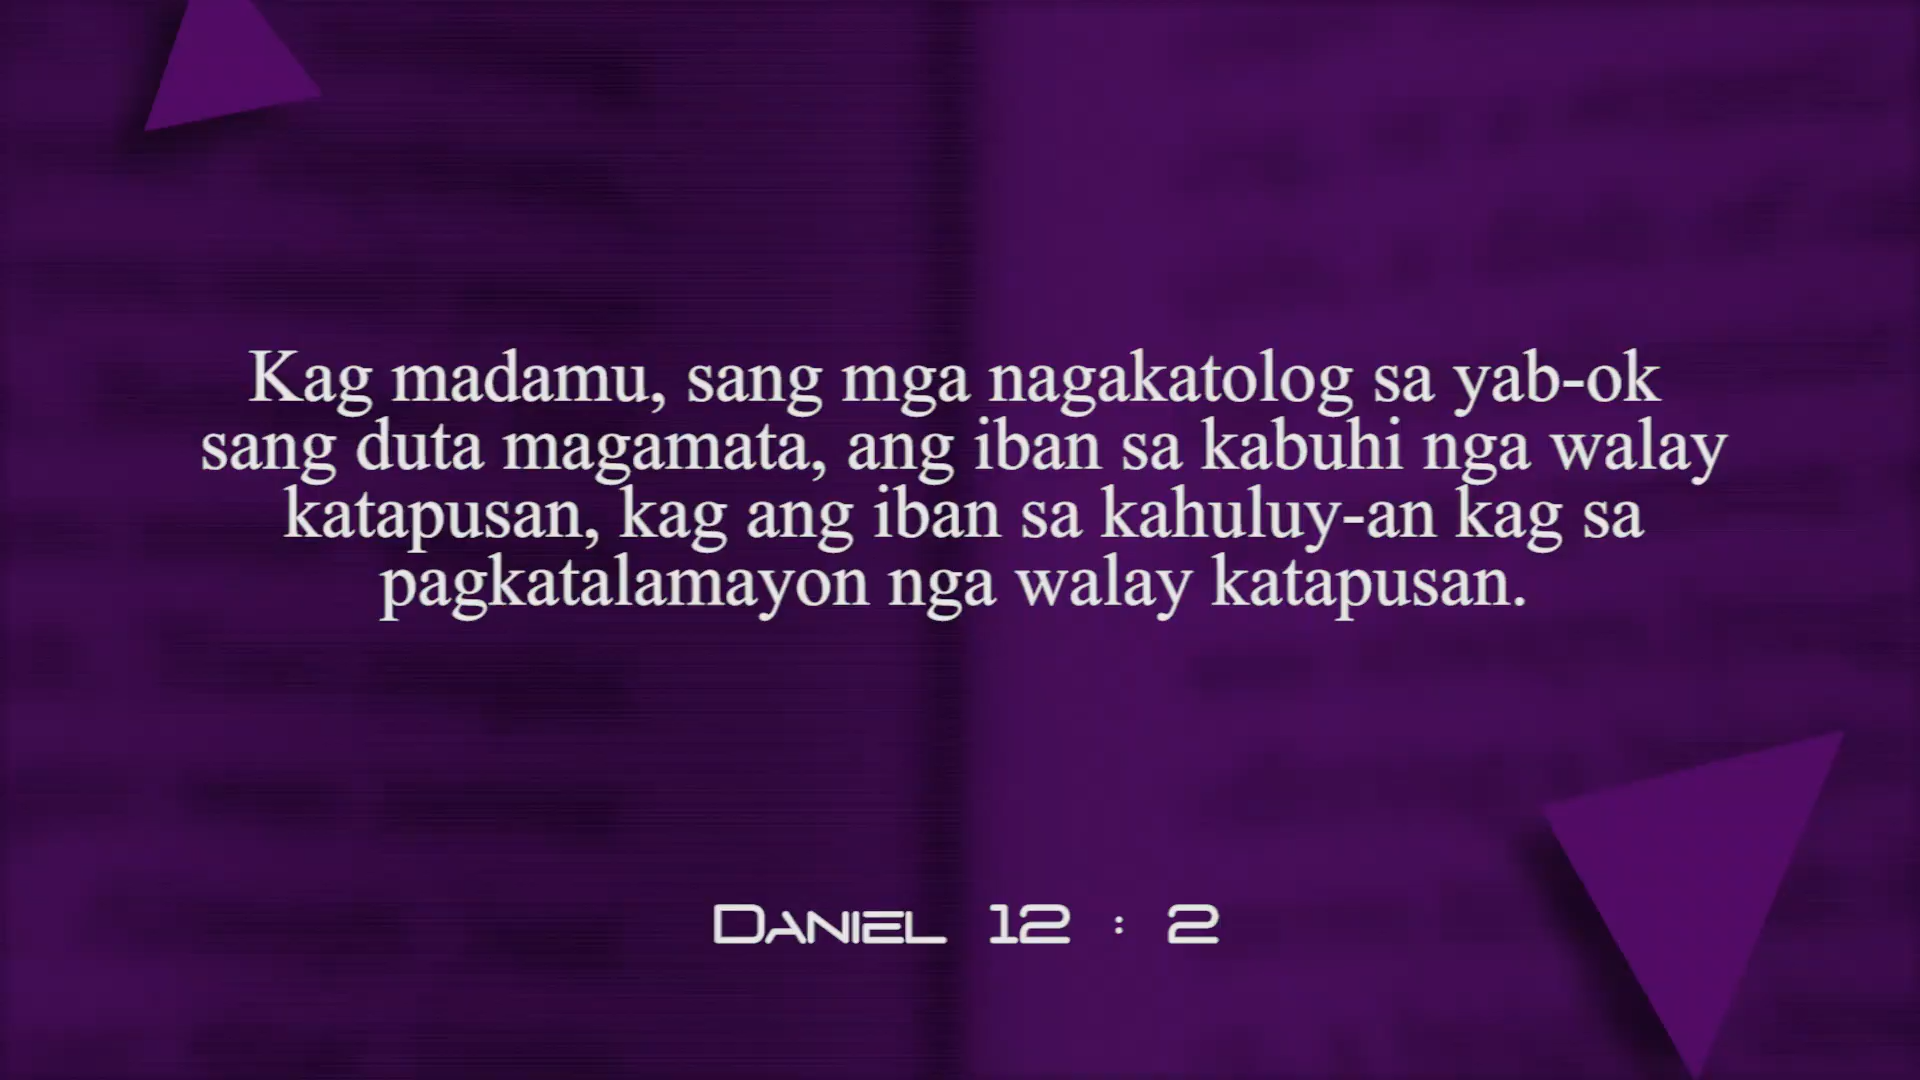 Kag madamu, sang mga nagakatolog sa yab-ok
sang duta magamata, ang iban sa kabuhi nga walay
katapusan, kag ang iban sa kahuluy-an kag sa
pagkatalamayon nga walay katapusan.
Daniel 12 : 2